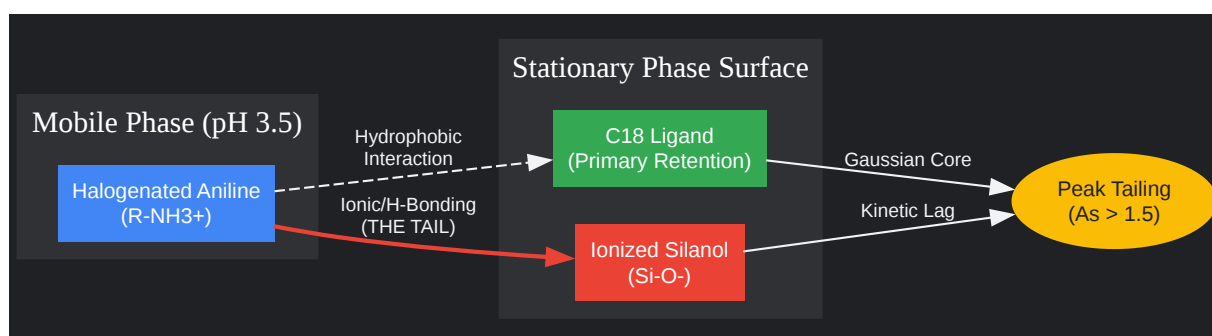 Stationary Phase Surface
Mobile Phase (pH 3.5)
Hydrophobic
Interaction
C18 Ligand
(Primary Retention)
Gaussian Core
Halogenated Aniline
(R-NH3+)
Ionic/H-Bonding
(THE TAIL)
Peak Tailing
(As > 1.5)
Kinetic Lag
Ionized Silanol
(Si-O-)